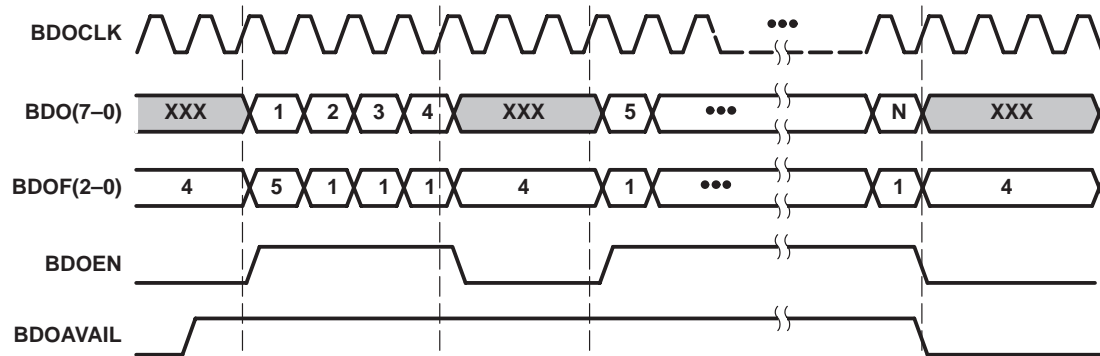 BDOCLK •••
BDO(7–0) XXX 1 2 3 4 XXX 5 ••• N XXX
BDOF(2–0) 4 5 1 1 1 4 1 ••• 1 4
BDOEN
BDOAVAIL